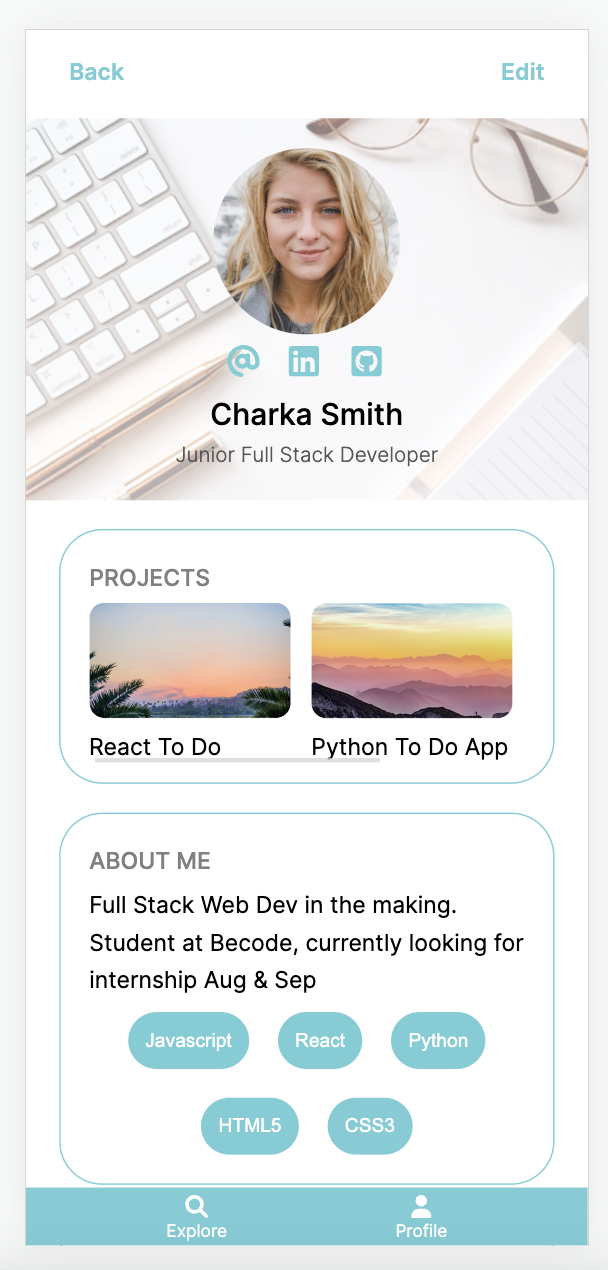 Back
Edit
Charka Smith
Junior Full Stack Developer
PROJECTS
React To Do
Python To Do App
ABOUT ME
Full Stack Web Dev in the making.
Student at Becode, currently looking for
internship Aug & Sep
Javascript
React
Python
HTML5
CSS3
Explore
Profile